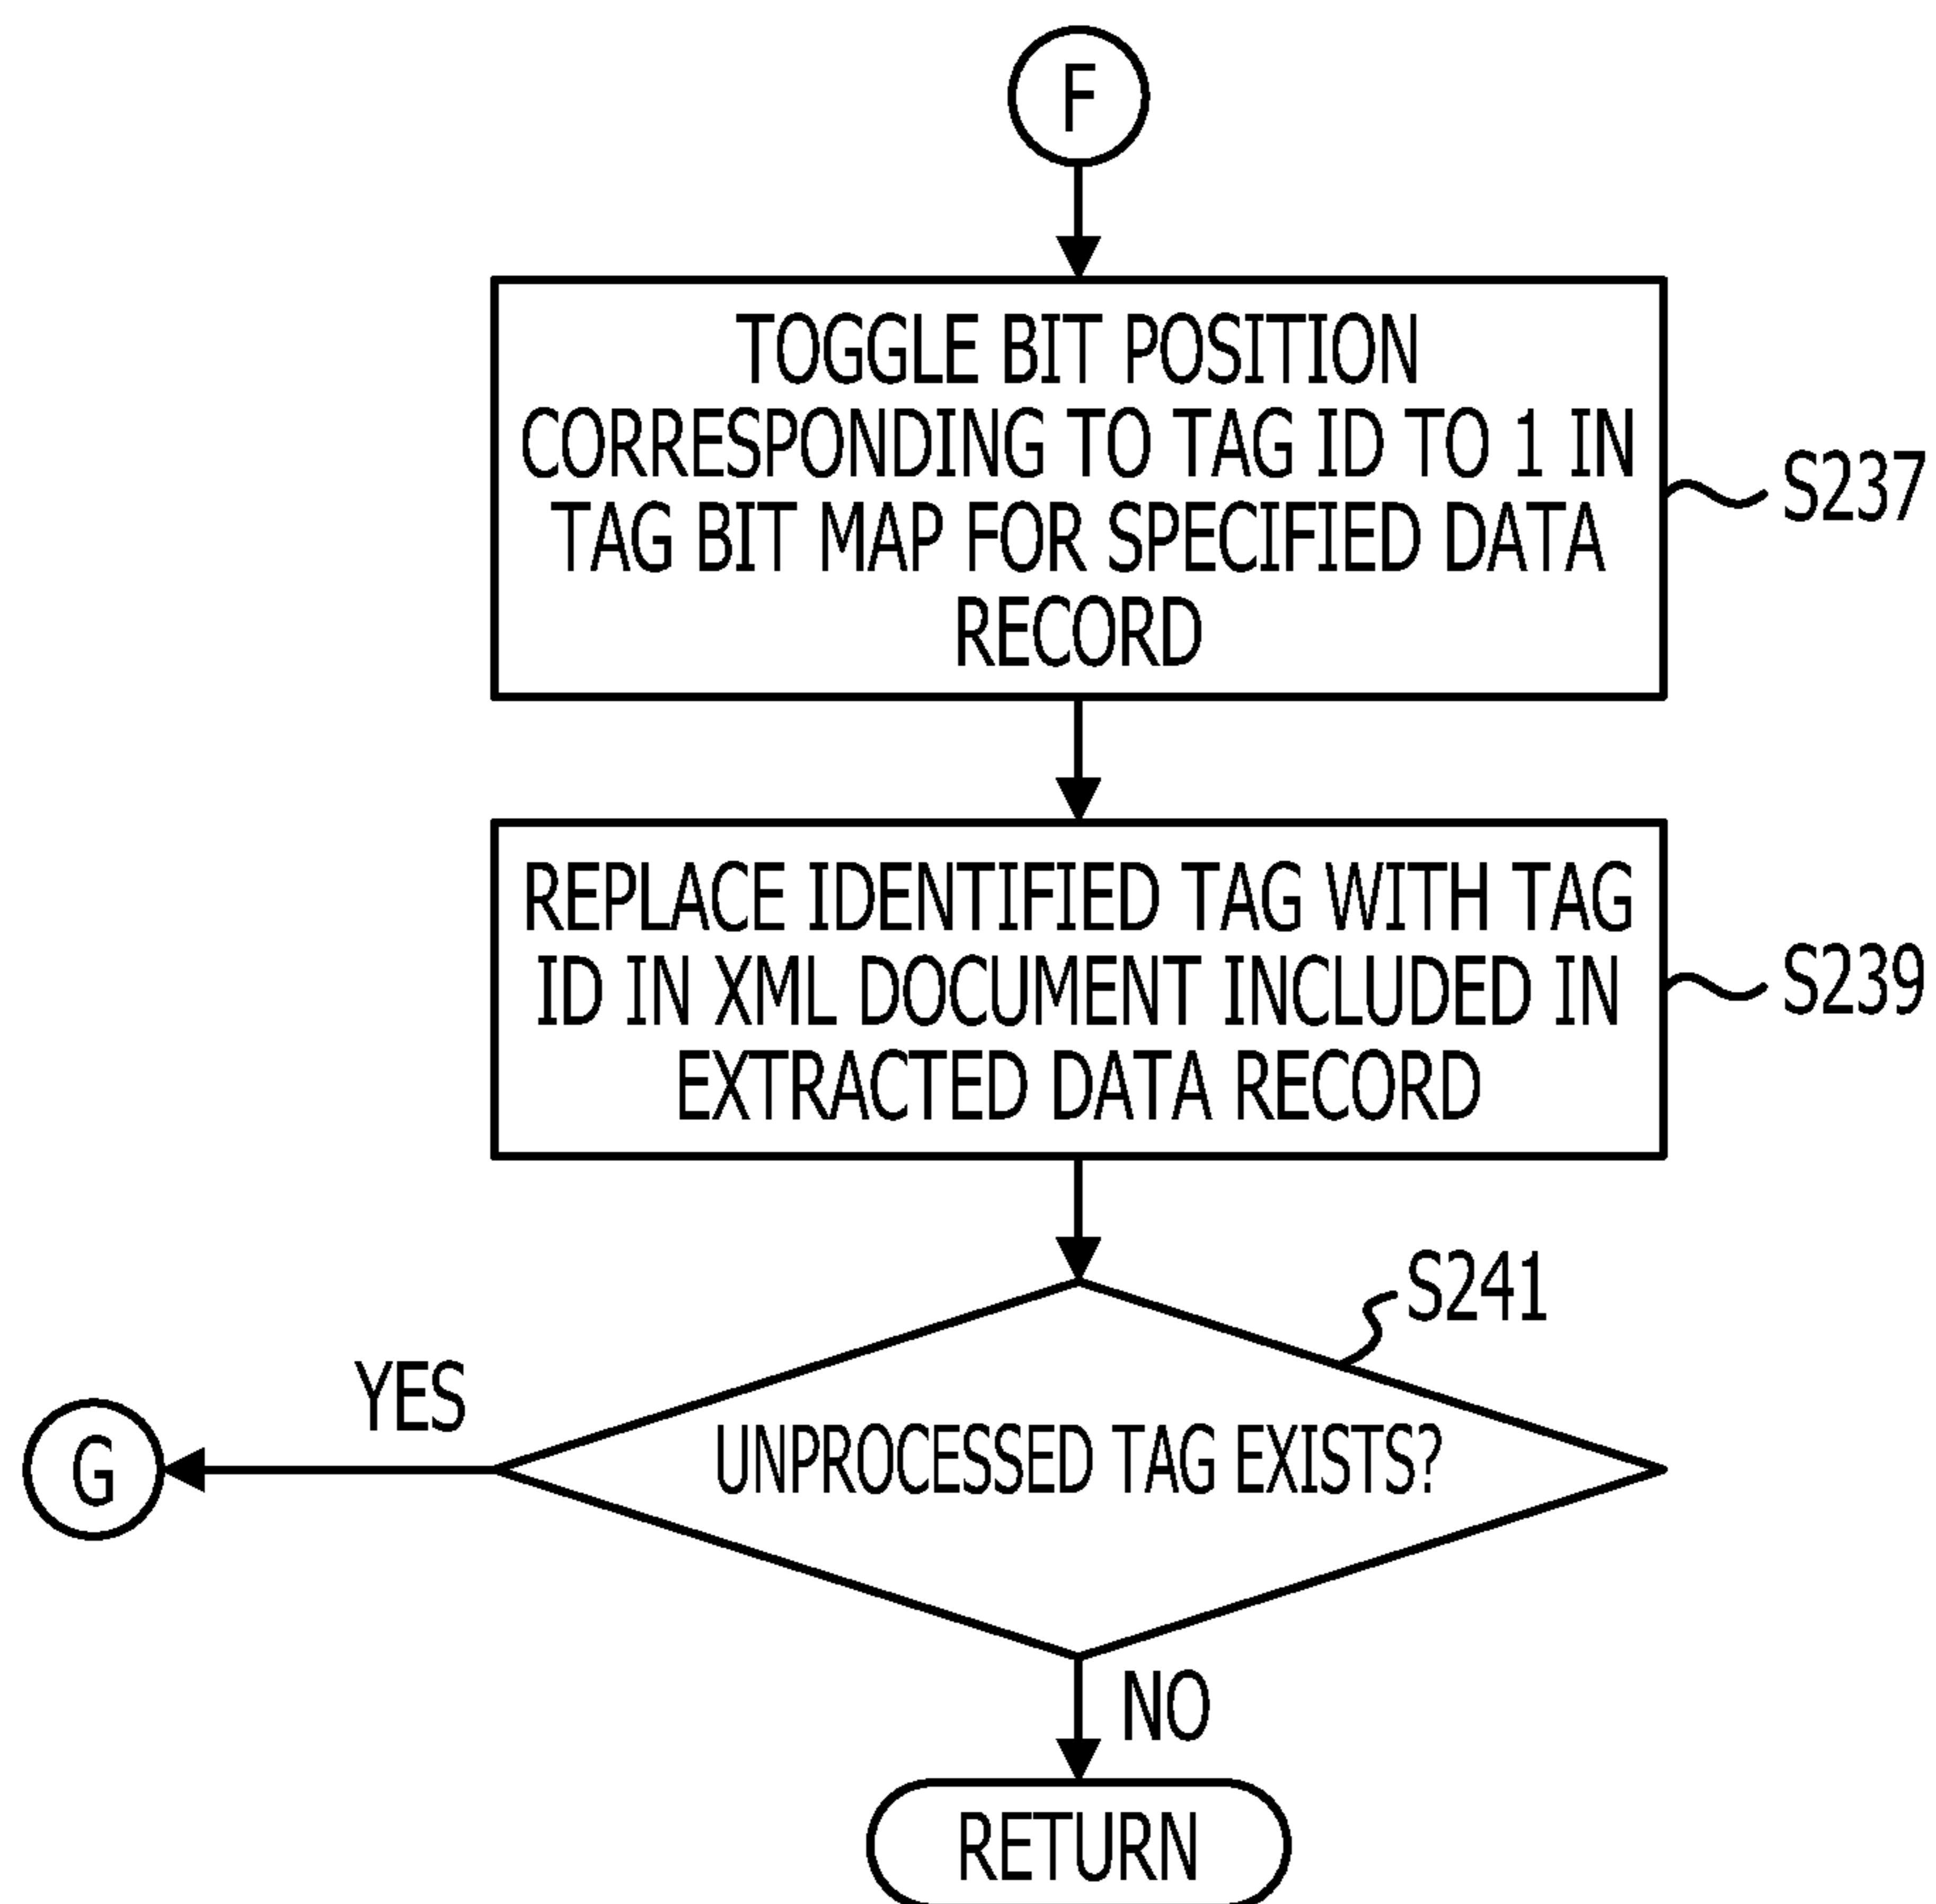 F
TOGGLE BIT POSITION
CORRESPONDING TO TAG ID TO 1 IN
TAG BIT MAP FOR SPECIFIED DATA
RECORD
S237
REPLACE IDENTIFIED TAG WITH TAG
ID IN XML DOCUMENT INCLUDED IN
EXTRACTED DATA RECORD
S239
S241
UNPROCESSED TAG EXISTS?
YES
G
NO
RETURN